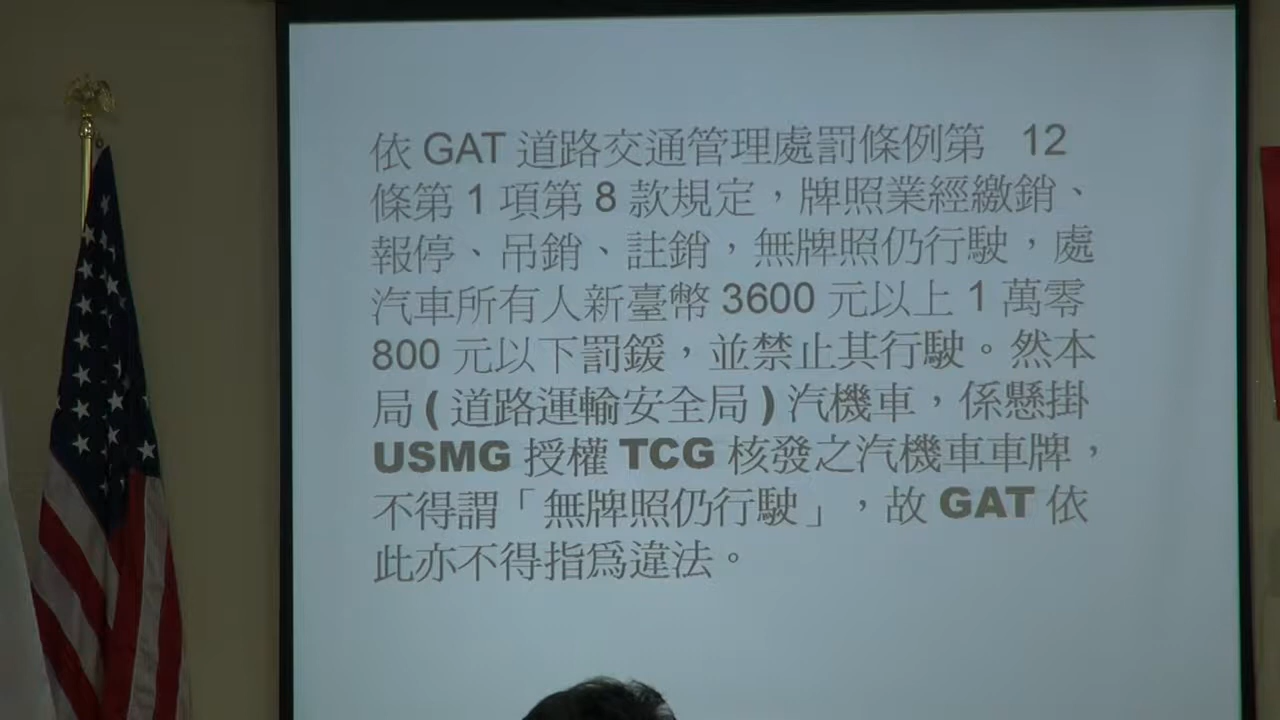 依 GAT 道路交通管理處罰條例第 12
條第 1 項第 8 款規定，牌照業經繳銷、
報停、吊銷、註銷，無牌照仍行駛，處
汽車所有人新臺幣 3600 元以上 1 萬零
800 元以下罰鍰，並禁止其行駛。然本
局 ( 道路運輸安全局 ) 汽機車，係懸掛
USMG 授權 TCG 核發之汽機車車牌，
不得謂「無牌照仍行駛」，故 GAT 依
此亦不得指為違法。